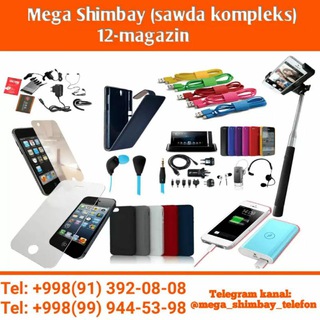 Mega Shimbay (sawda kompleks)
12-magazin
Tel: +998(91) 392-08-08
Tel: +998(99) 944-53-98
Telegram kanal:
@mega_shimbay_telefon